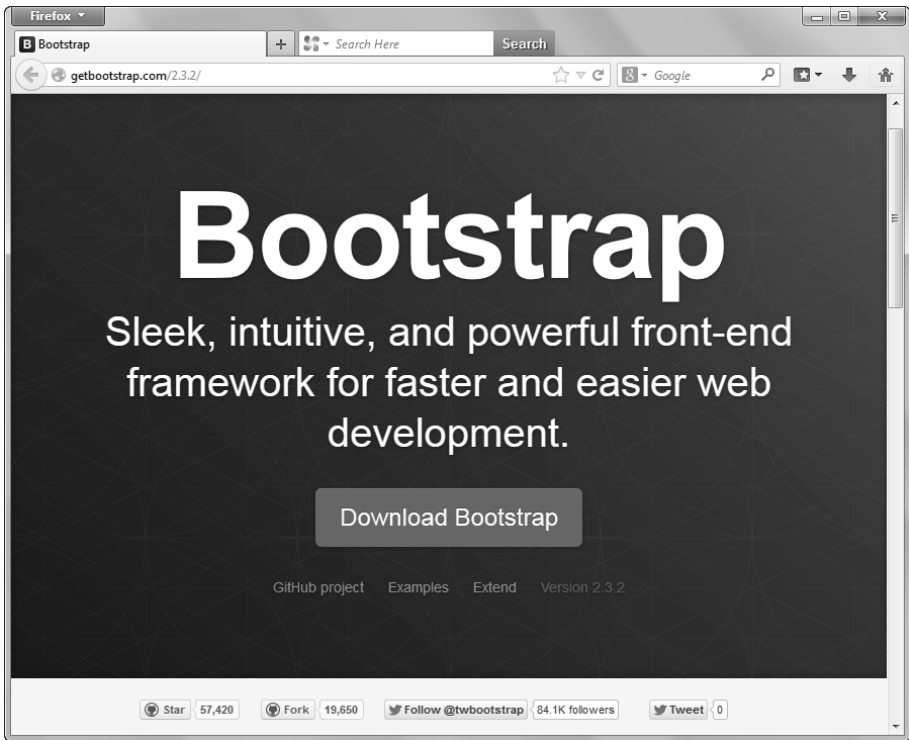 Firefox
B Bootstrap
+
Search Here
Search
getbootstrap.com/2.3.2/
8
Google
Bootstrap
Sleek, intuitive, and powerful front-end
framework for faster and easier web
development.
Download Bootstrap
GitHub project Examples Extend Version 2.3.2
Star 57,420 Fork 19,650 Follow @twbootstrap 84.1K followers Tweet 0